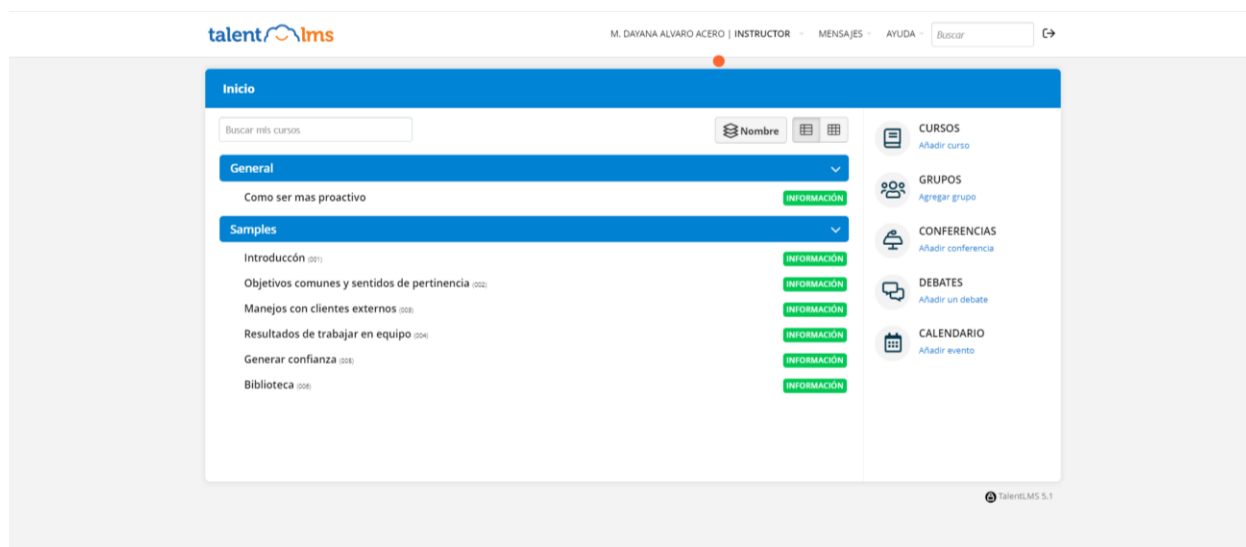 talentlms
M. DAYANA ALVARO ACERO | INSTRUCTOR
MENSAJES
AYUDA
Buscar
Inicio
Buscar mis cursos
Nombre
General
Como ser mas proactivo
INFORMACIÓN
Samples
Introduccón (001)
INFORMACIÓN
Objetivos comunes y sentidos de pertinencia (002)
INFORMACIÓN
Manejos con clientes externos (003)
INFORMACIÓN
Resultados de trabajar en equipo (004)
INFORMACIÓN
Generar confianza (005)
INFORMACIÓN
Biblioteca (006)
INFORMACIÓN
CURSOS
Añadir curso
GRUPOS
Agregar grupo
CONFERENCIAS
Añadir conferencia
DEBATES
Añadir un debate
CALENDARIO
Añadir evento
TalentLMS 5.1